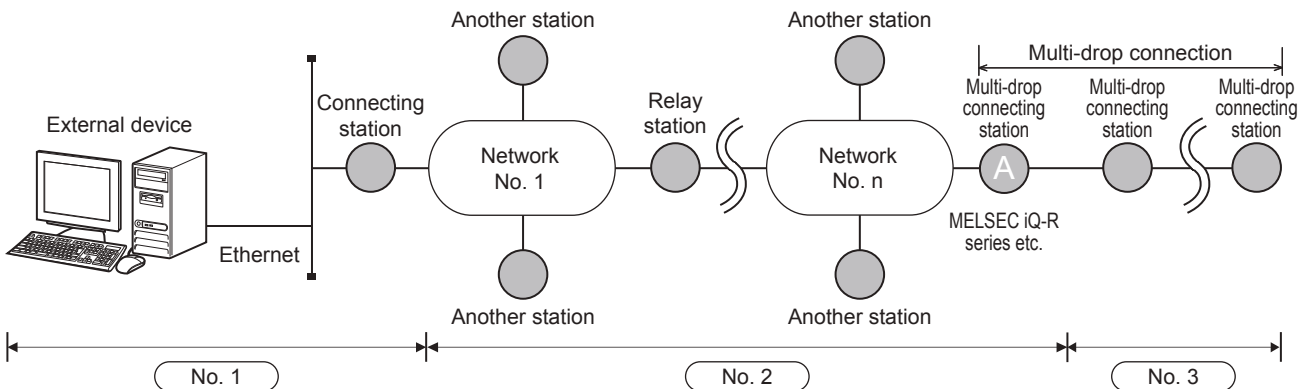 Another station
Another station
Multi-drop connection
Connecting
station
Relay
station
Multi-drop
connecting
station
Multi-drop
connecting
station
Multi-drop
connecting
station
External device
Network
No. 1
Network
No. n
A
MELSEC iQ-R
series etc.
Ethernet
Another station
Another station
No. 1
No. 2
No. 3